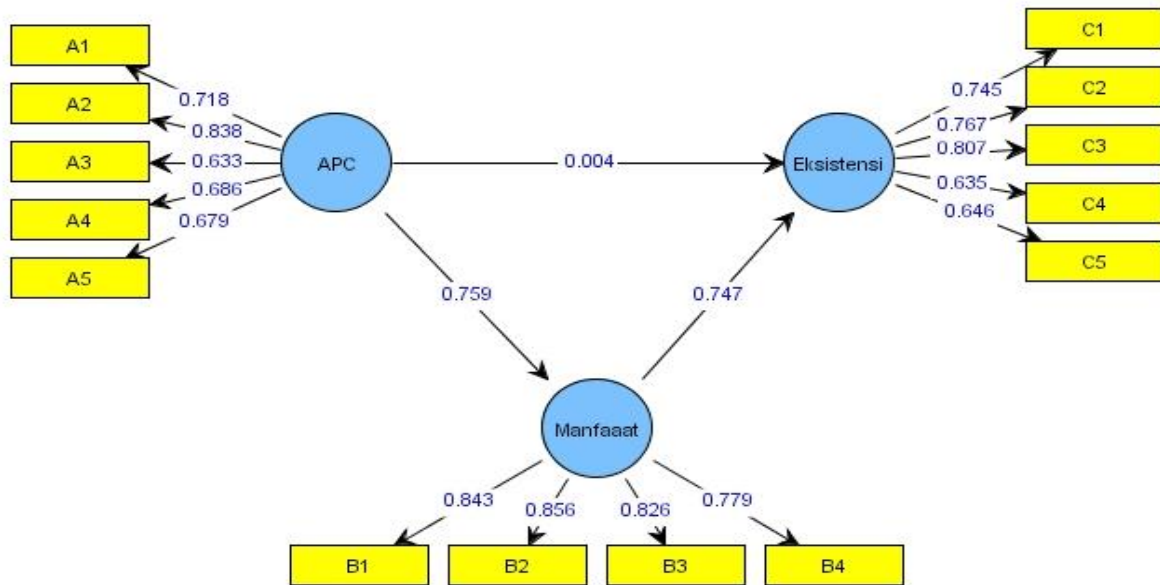 A1
A2
A3
A4
A5
0.718
0.838
0.633
0.686
0.679
APC
0.004
Eksistensi
0.745
0.767
0.807
0.635
0.646
C1
C2
C3
C4
C5
0.759
0.747
Manfaaat
0.843
0.856
0.826
0.779
B1
B2
B3
B4